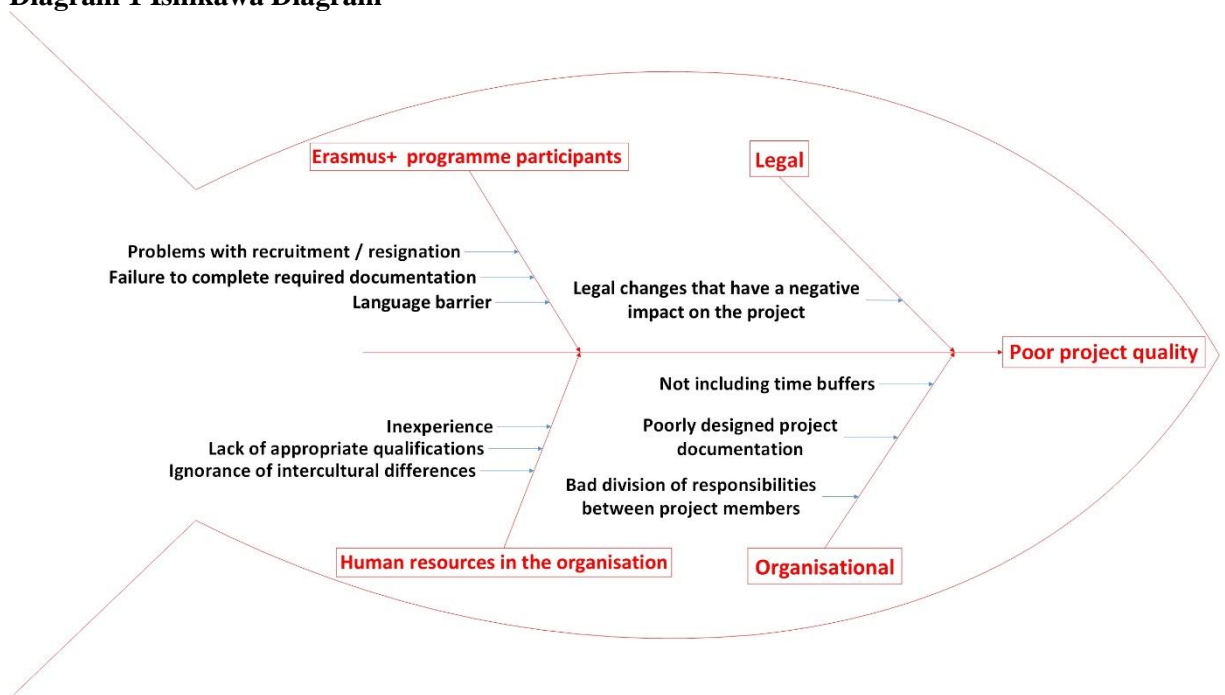 Diagram 1 Ishikawa Diagram
Erasmus+ programme participants
Legal
Problems with recruitment / resignation
Failure to complete required documentation
Language barrier
Legal changes that have a negative
impact on the project
Poor project quality
Not including time buffers
Inexperience
Lack of appropriate qualifications
Ignorance of intercultural differences
Poorly designed project
documentation
Bad division of responsibilities
between project members
Human resources in the organisation
Organisational